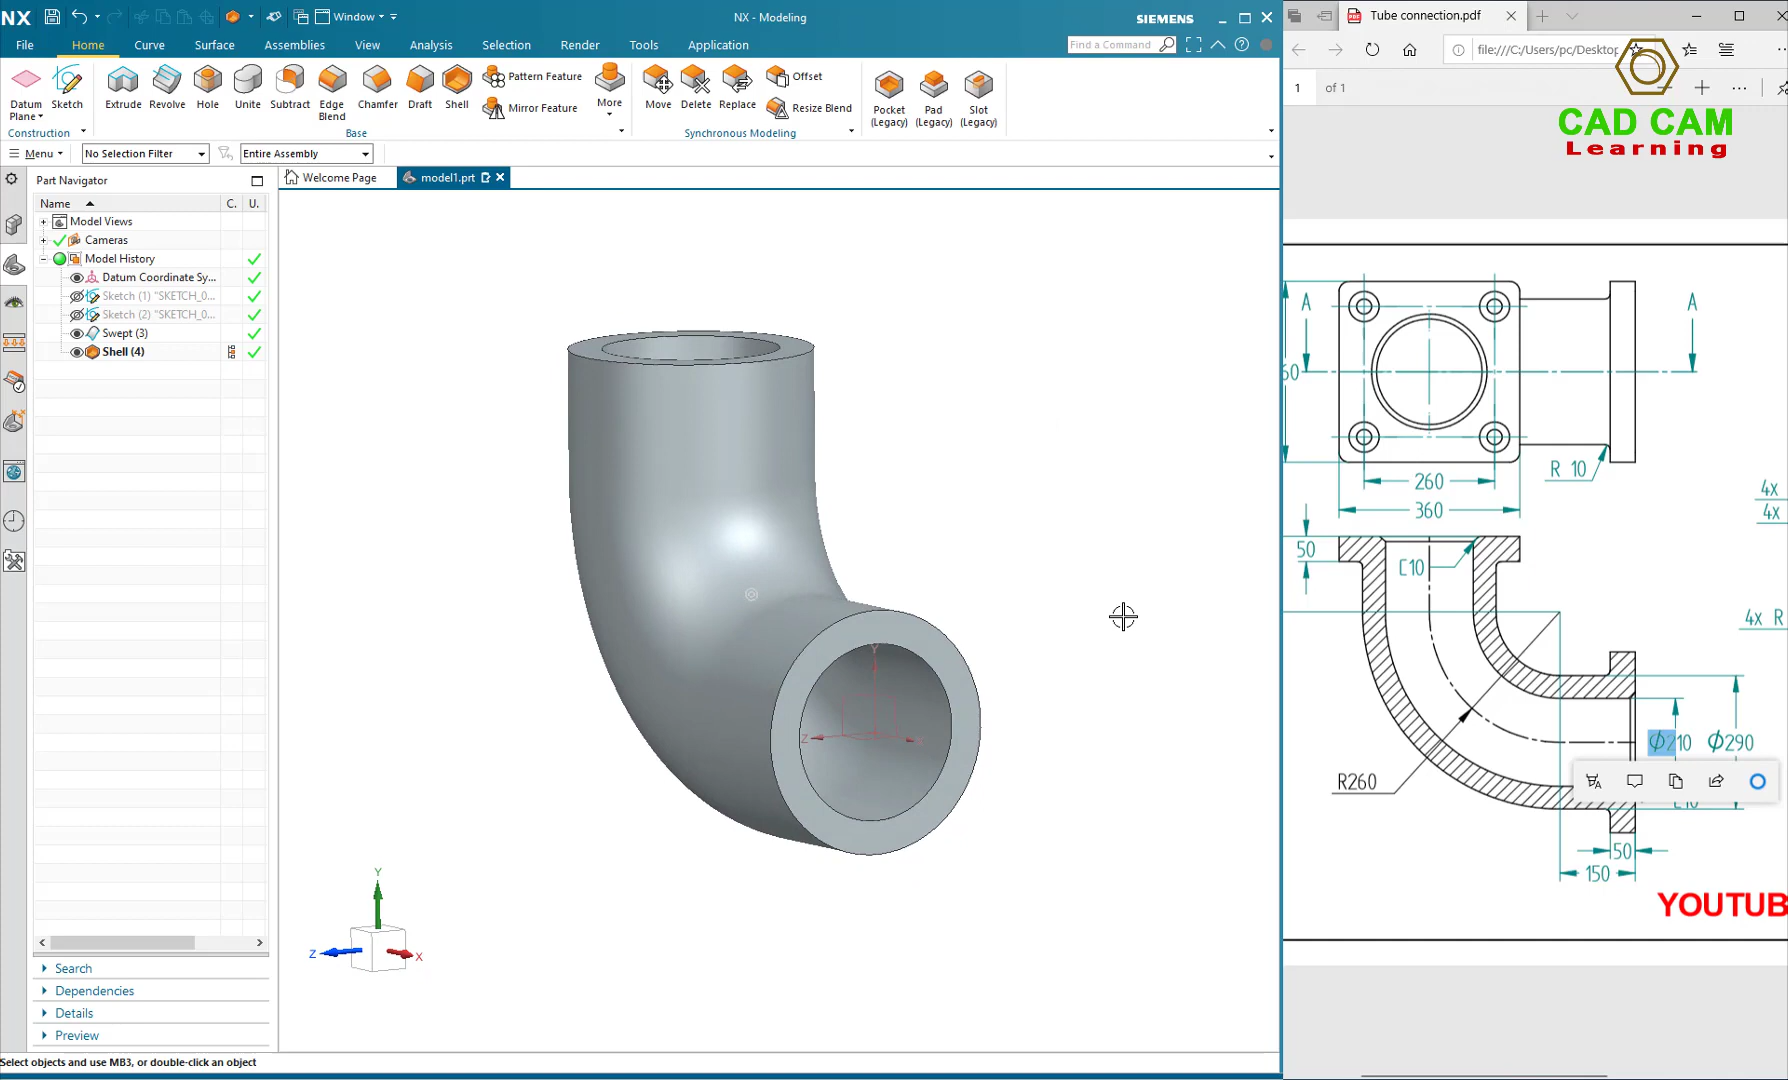 NX
Window
NX - Modeling
SIEMENS
File
Home
Curve
Surface
Assemblies
View
Analysis
Selection
Render
Tools
Application
Find a Command
Datum Plane
Sketch
Extrude
Revolve
Hole
Unite
Subtract
Edge Blend
Chamfer
Draft
Shell
Pattern Feature
Mirror Feature
More
Move
Delete
Replace
Offset
Resize Blend
Pocket (Legacy)
Pad (Legacy)
Slot (Legacy)
Construction
Base
Synchronous Modeling
Menu
No Selection Filter
Entire Assembly
Part Navigator
Welcome Page
model1.prt
Name
C.
U.
Model Views
Cameras
Model History
Datum Coordinate Sy...
Sketch (1) "SKETCH_0...
Sketch (2) "SKETCH_0...
Swept (3)
Shell (4)
Search
Dependencies
Details
Preview
Select objects and use MB3, or double-click an object
Y
Z
Y
Z
X
Tube connection.pdf
file:///C:/Users/pc/Desktop
1
of 1
CAD CAM
Learning
A
A
60
R 10
260
360
4x
4x
50
C10
4x R
Φ210
Φ290
R260
50
150
YOUTUB